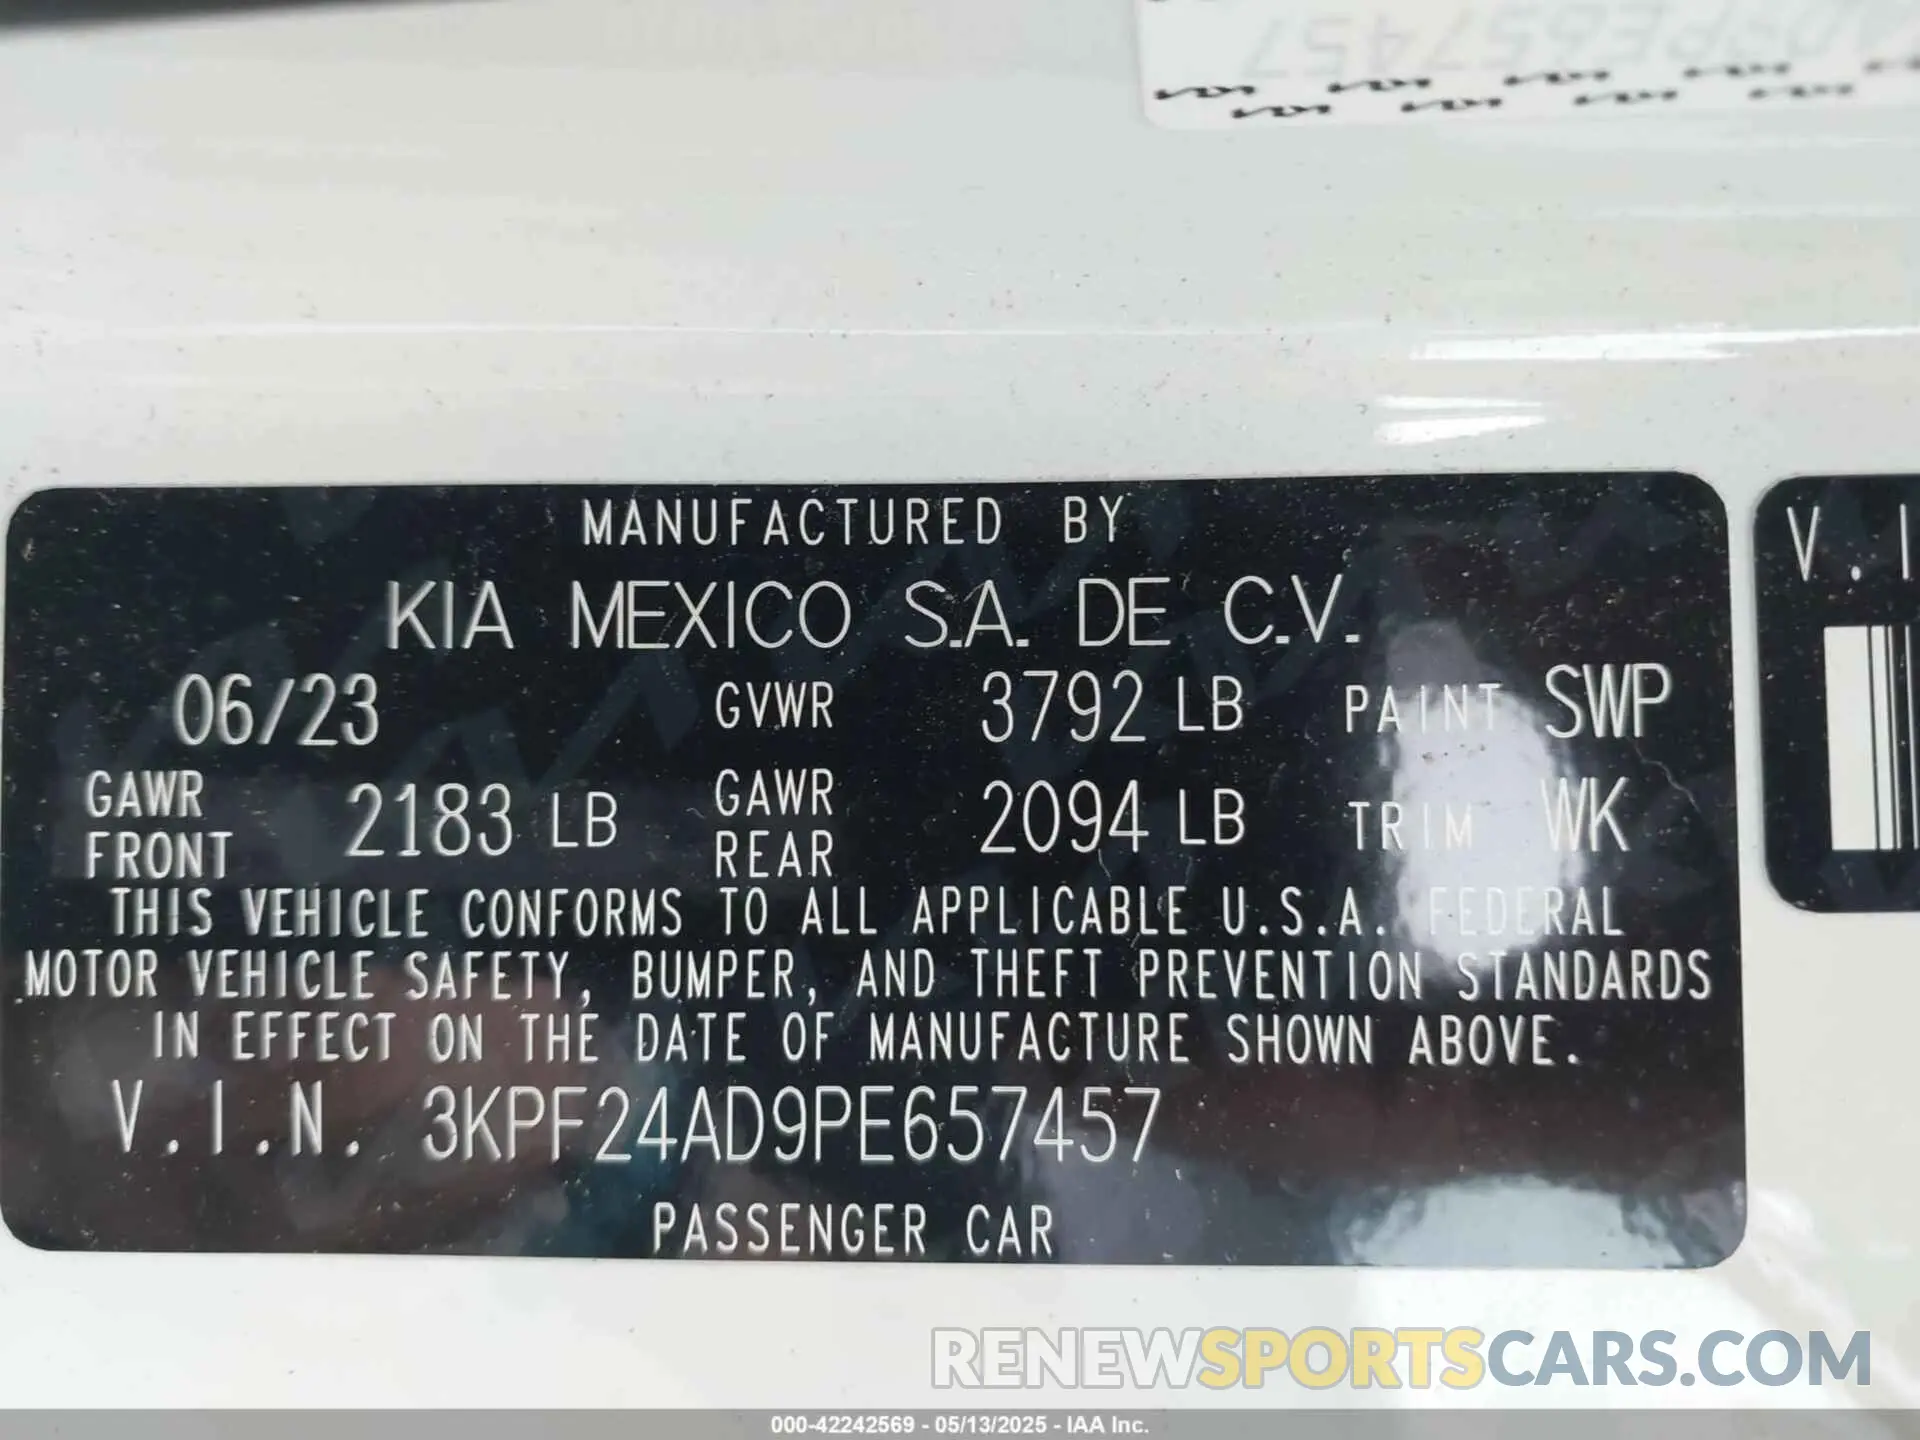 MANUFACTURED BY
KIA MEXICO S.A. DE C.V.
06/23 GVWR 3792 LB PAINT SWP
GAWR FRONT 2183 LB GAWR REAR 2094 LB TRIM WK
THIS VEHICLE CONFORMS TO ALL APPLICABLE U.S.A. FEDERAL
MOTOR VEHICLE SAFETY, BUMPER, AND THEFT PREVENTION STANDARDS
IN EFFECT ON THE DATE OF MANUFACTURE SHOWN ABOVE.
V.I.N. 3KPF24AD9PE657457
PASSENGER CAR
V.I
RENEWSPORTSCARS.COM
000-42242569 - 05/13/2025 - IAA Inc.